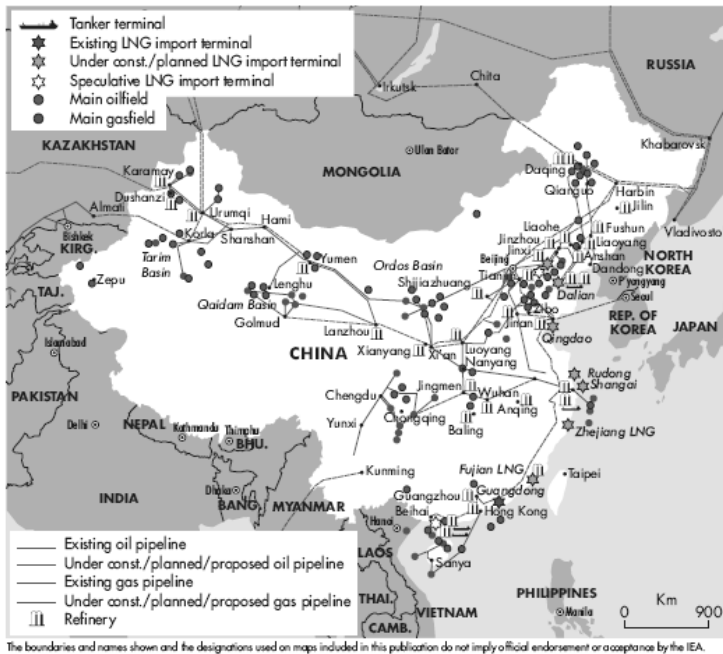 Tanker terminal
Existing LNG import terminal
Under const./planned LNG import terminal
Speculative LNG import terminal
Main oilfield
Main gasfield
RUSSIA
Irkutsk
Chita
KAZAKHSTAN
Ulan Bator
MONGOLIA
Khabarovsk
Karamay
Daqing
Dushanzi
Qianguo
Harbin
Jilin
Almati
Urumqi
Hami
Liaohe
Fushun
Vladivosto
Bishkek
KIRG.
Korla
Shanshan
Jinzhou
Liaoyang
Jinxi
Anshan
NORTH
KOREA
Tarim
Basin
Yumen
Ordos Basin
Beijing
Dandong
Tian
Pyongyang
TAJ.
Zepu
Lenghu
Shijiazhuang
Dalian
Seoul
Qaidam Basin
Zibo
REP. OF
KOREA
JAPAN
Golmud
Lanzhou
Jinan
Qingdao
Islamabad
CHINA
Xianyang
Xi'an
Luoyang
Nanyang
PAKISTAN
Rudong
Shangai
Chengdu
Jingmen
Wuhan
Anqing
Delhi
NEPAL
Kathmandu
Thimphu
BHU.
Chongqing
Yunxi
Baling
Zhejiang LNG
Kunming
Fujian LNG
Taipei
INDIA
Dhaka
BANG.
MYANMAR
Guangzhou
Guangdong
Hanoi
Beihai
Hong Kong
LAOS
Sanya
Existing oil pipeline
Under const./planned/proposed oil pipeline
Existing gas pipeline
Under const./planned/proposed gas pipeline
Refinery
THAI.
VIETNAM
CAMB.
PHILIPPINES
Manila
Km
0 900
The boundaries and names shown and the designations used on maps included in this publication do not imply official endorsement or acceptance by the IEA.